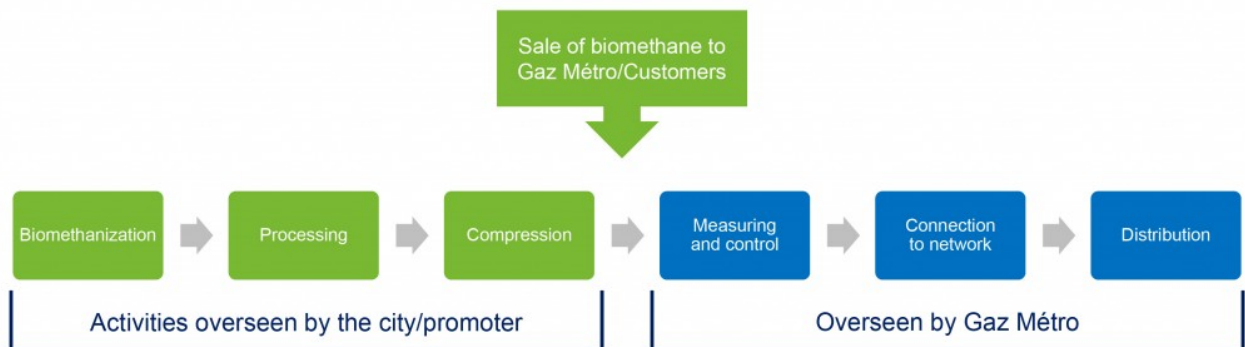 Sale of biomethane to
Gaz Métro/Customers
Biomethanization
Processing
Compression
Measuring
and control
Connection
to network
Distribution
Activities overseen by the city/promoter
Overseen by Gaz Métro